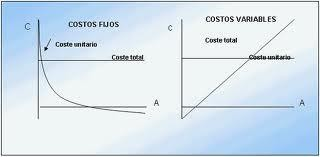 COSTOS FIJOS
C
Coste unitario
Coste total
A
COSTOS VARIABLES
c
Coste total
Coste unitario
A